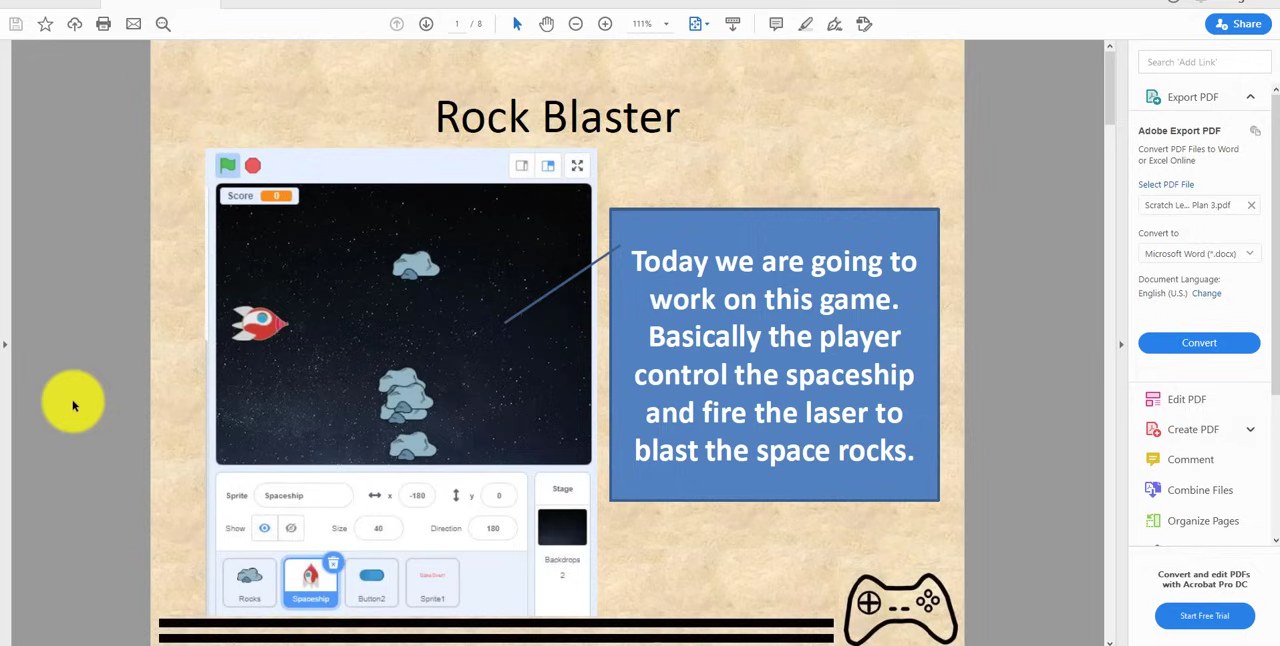 1 / 8
111%
Share
Rock Blaster
Score 0
Today we are going to
work on this game.
Basically the player
control the spaceship
and fire the laser to
blast the space rocks.
Sprite Spaceship x -180 y 0
Show Size 40 Direction 180
Rocks Spaceship Button2 Sprite1
Stage
Backdrops
2
Search 'Add Link'
Export PDF
Adobe Export PDF
Convert PDF Files to Word
or Excel Online
Select PDF File
Scratch Le... Plan 3.pdf
Convert to
Microsoft Word (*.docx)
Document Language:
English (U.S.) Change
Convert
Edit PDF
Create PDF
Comment
Combine Files
Organize Pages
Convert and edit PDFs
with Acrobat Pro DC
Start Free Trial